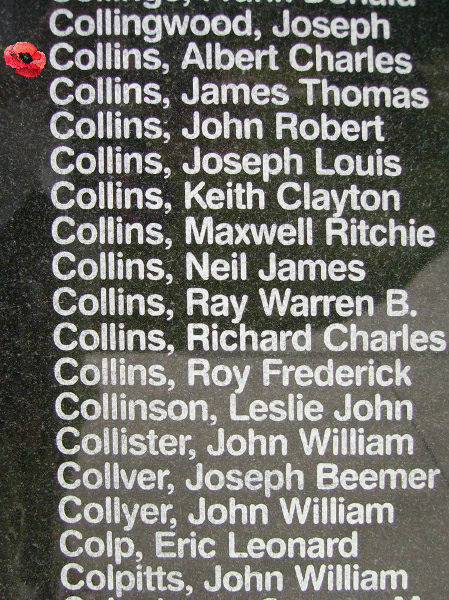 Collingwood, Joseph
Collins, Albert Charles
Collins, James Thomas
Collins, John Robert
Collins, Joseph Louis
Collins, Keith Clayton
Collins, Maxwell Ritchie
Collins, Neil James
Collins, Ray Warren B.
Collins, Richard Charles
Collins, Roy Frederick
Collinson, Leslie John
Collister, John William
Collver, Joseph Beemer
Collyer, John William
Colp, Eric Leonard
Colpitts, John William